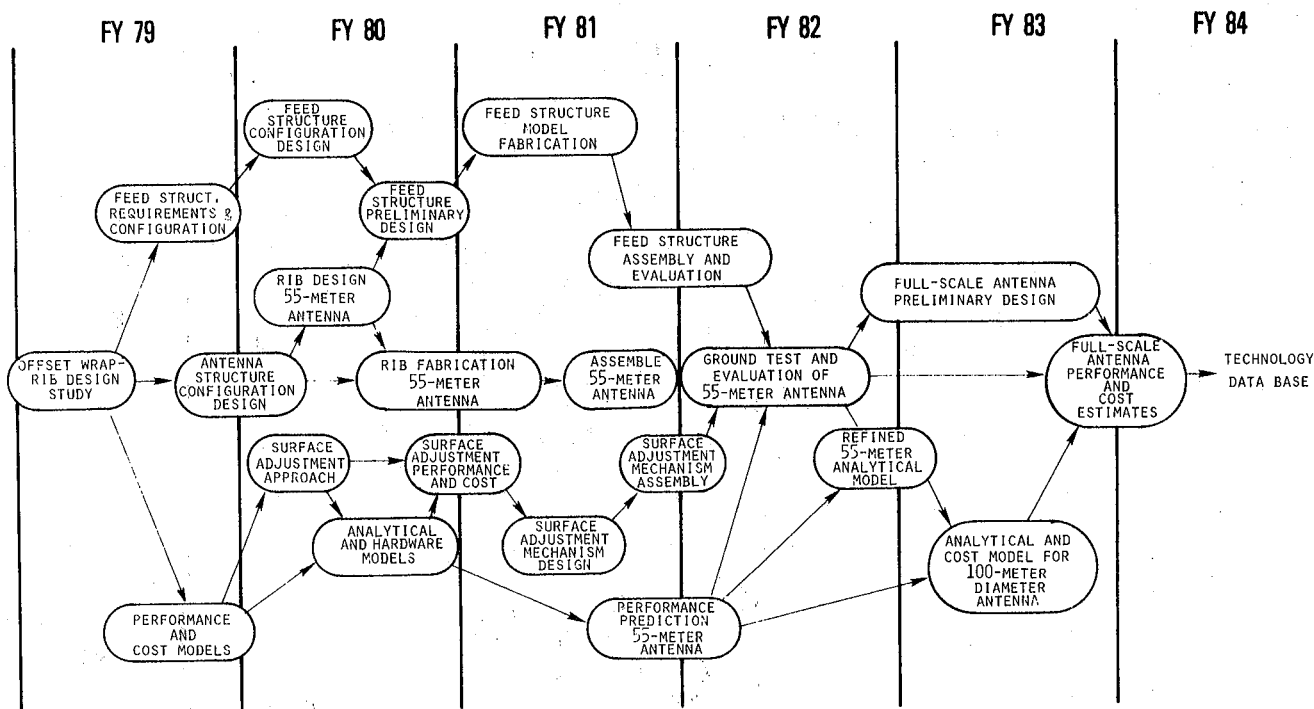 FY 79
FY 80
FY 81
FY 82
FY 83
FY 84
FEED
STRUCTURE
CONFIGURATION
DESIGN
FEED STRUCTURE
MODEL
FABRICATION
FEED STRUCT.
REQUIREMENTS &
CONFIGURATION
FEED
STRUCTURE
PRELIMINARY
DESIGN
FEED STRUCTURE
ASSEMBLY AND
EVALUATION
RIB DESIGN
55-METER
ANTENNA
FULL-SCALE ANTENNA
PRELIMINARY DESIGN
OFFSET WRAP-
RIB DESIGN
STUDY
ANTENNA
STRUCTURE
CONFIGURATION
DESIGN
RIB FABRICATION
55-METER
ANTENNA
ASSEMBLE
55-METER
ANTENNA
GROUND TEST AND
EVALUATION OF
55-METER ANTENNA
FULL-SCALE
ANTENNA
PERFORMANCE
AND
COST
ESTIMATES
TECHNOLOGY
DATA BASE
SURFACE
ADJUSTMENT
APPROACH
SURFACE
ADJUSTMENT
PERFORMANCE
AND COST
SURFACE
ADJUSTMENT
MECHANISM
ASSEMBLY
REFINED
55-METER
ANALYTICAL
MODEL
ANALYTICAL
AND HARDWARE
MODELS
SURFACE
ADJUSTMENT
MECHANISM
DESIGN
ANALYTICAL AND
COST MODEL FOR
100-METER
DIAMETER
ANTENNA
PERFORMANCE
AND
COST MODELS
PERFORMANCE
PREDICTION
55-METER
ANTENNA